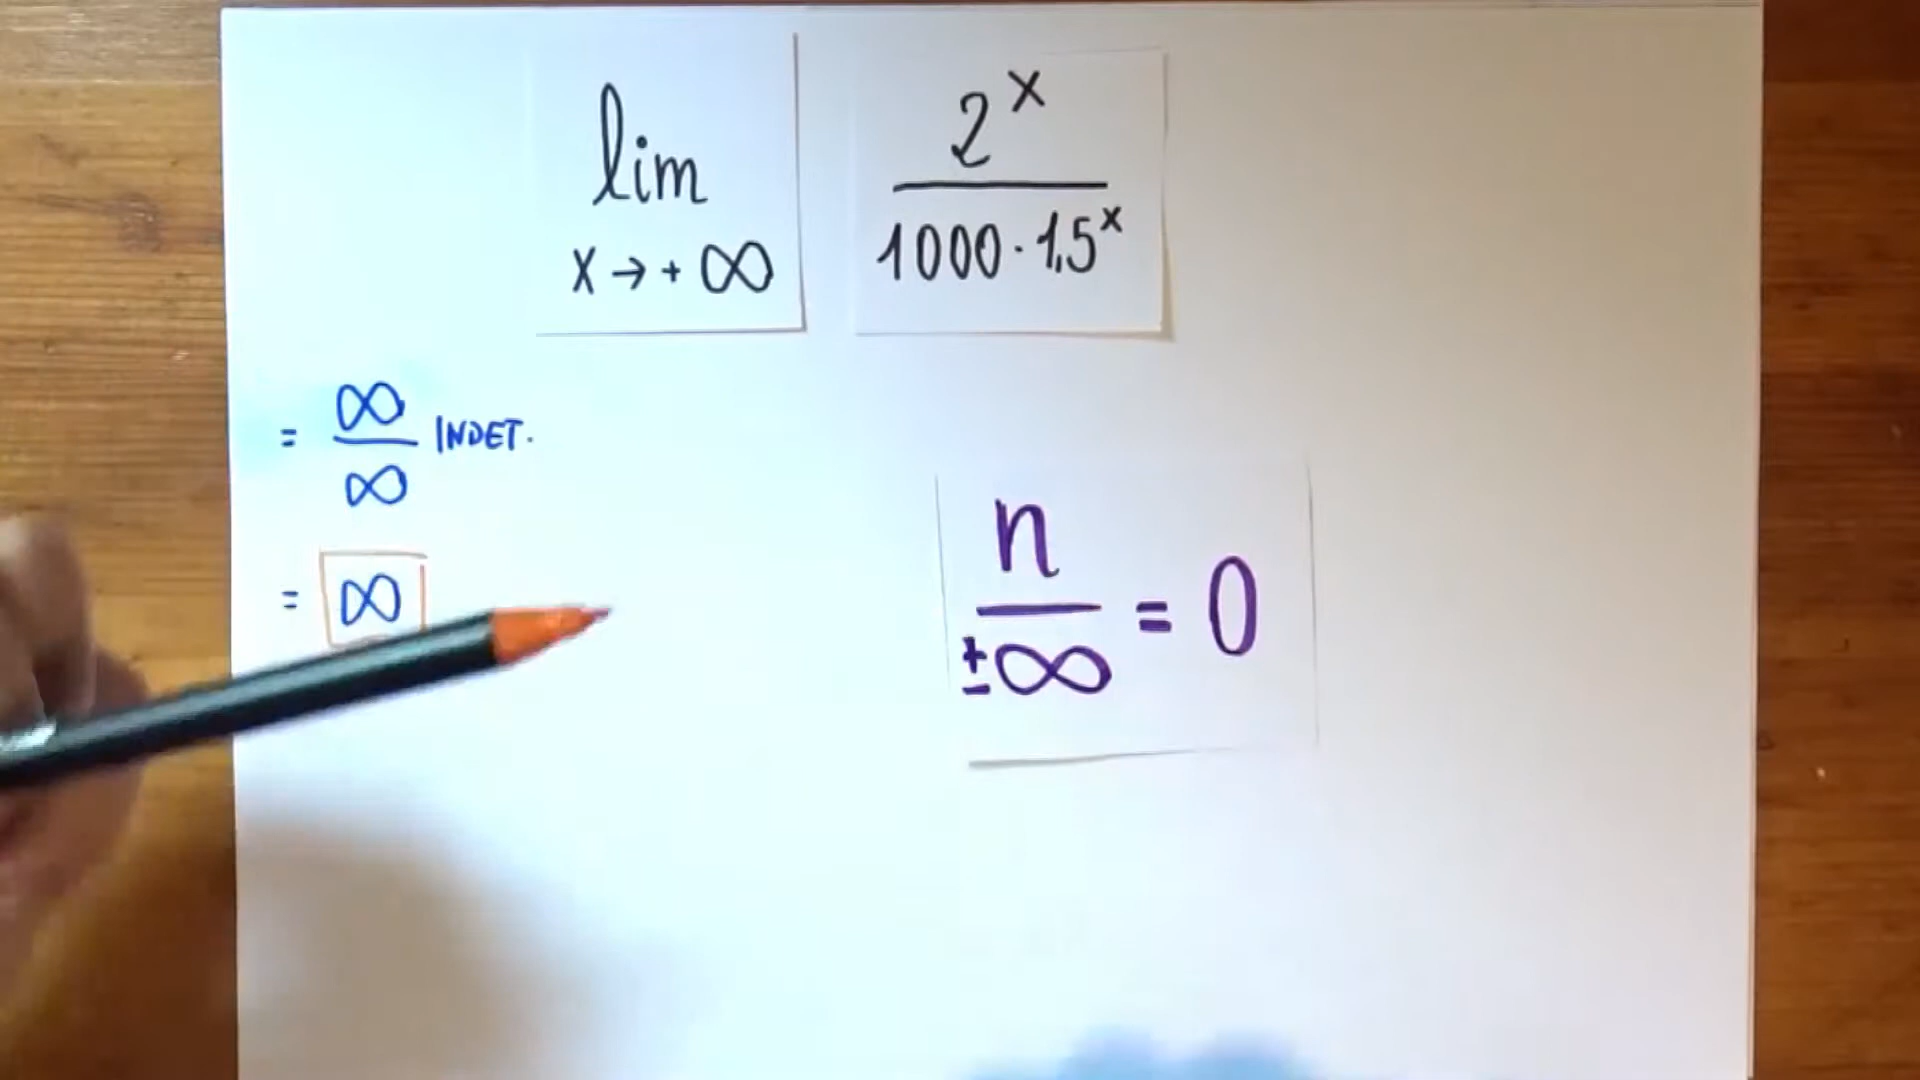 lim 2^x
x → + ∞ 1000 · 1,5^x
= ∞/∞ INDET.
= ∞
n/±∞ = 0